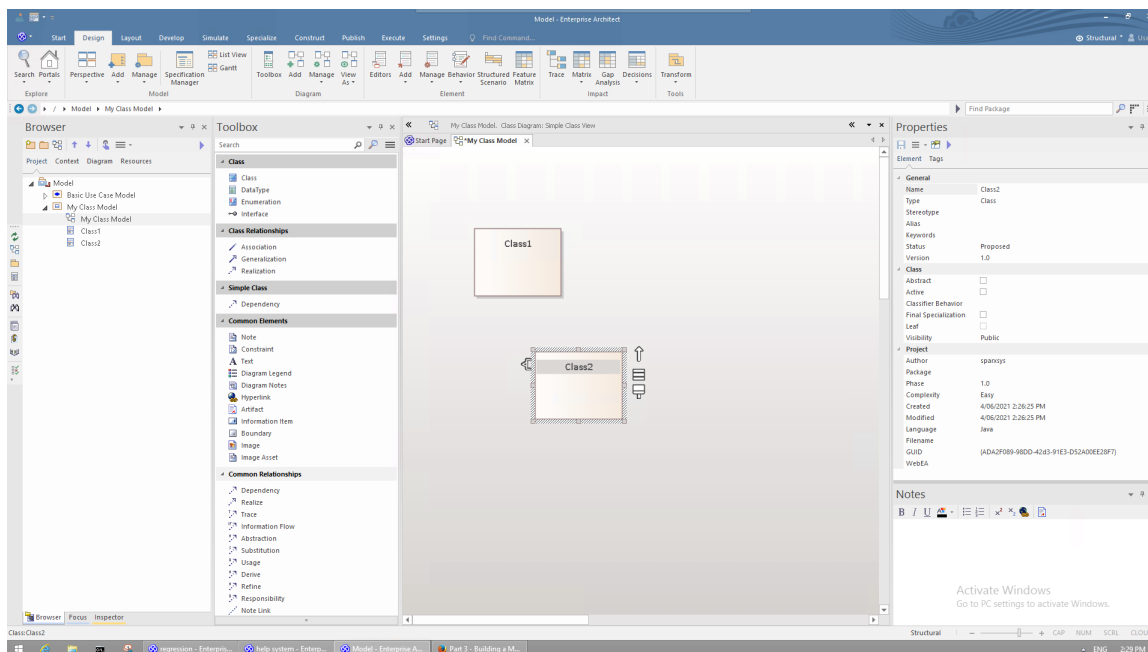 Model - Enterprise Architect
Start Design Layout Develop Simulate Specialize Construct Publish Execute Settings Find Command... Structural
Search Portals Perspective Add Manage Specification Manager List View Gantt Toolbox Add Manage View As Editors Add Manage Behavior Structured Scenario Feature Matrix Trace Matrix Gap Analysis Decisions Transform
Explore Model Diagram Element Impact Tools
/ Model My Class Model Find Package
Browser
Project Context Diagram Resources
Model
Basic Use Case Model
My Class Model
My Class Model
Class1
Class2
Browser Focus Inspector
Toolbox
Search
Class
Class
DataType
Enumeration
Interface
Class Relationships
Association
Generalization
Realization
Simple Class
Dependency
Common Elements
Note
Constraint
A Text
Diagram Legend
Diagram Notes
Hyperlink
Artifact
Information Item
Boundary
Image
Image Asset
Common Relationships
Dependency
Realize
Trace
Information Flow
Abstraction
Substitution
Usage
Derive
Refine
Responsibility
Note Link
My Class Model. Class Diagram: Simple Class View
Start Page *My Class Model
Class1
Class2
Properties
Element Tags
General
Name Class2
Type Class
Stereotype
Alias
Keywords
Status Proposed
Version 1.0
Class
Abstract
Active
Classifier Behavior
Final Specialization
Leaf
Visibility Public
Project
Author sparxsys
Package
Phase 1.0
Complexity Easy
Created 4/06/2021 2:26:25 PM
Modified 4/06/2021 2:26:25 PM
Language Java
Filename
GUID {ADA2F089-98DD-42d3-91E3-D52A00EE28F7}
WebEA
Notes
B I U
Activate Windows
Go to PC settings to activate Windows.
Class:Class2 Structural CAP NUM SCRL
regression - Enterpris... help system - Enterp... Model - Enterprise A... Part 3 - Building a M... ENG 2:29 PM